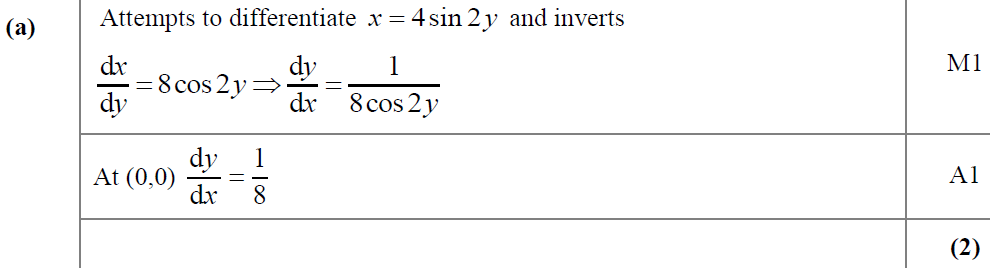 (a)
Attempts to differentiate x = 4 sin 2y and inverts
dx/dy = 8 cos 2y ⇒ dy/dx = 1/(8 cos 2y)
M1
At (0,0) dy/dx = 1/8
A1
(2)